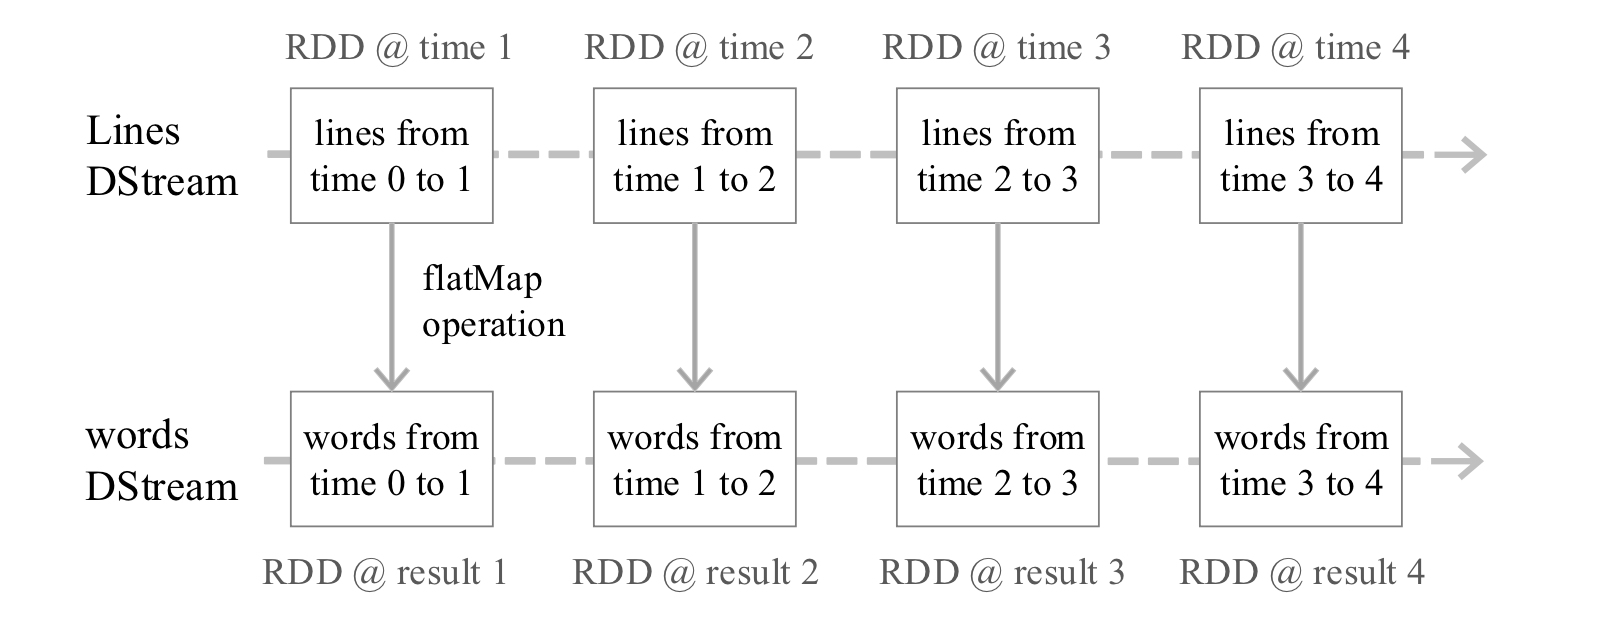 RDD @ time 1
RDD @ time 2
RDD @ time 3
RDD @ time 4
Lines
DStream
lines from
time 0 to 1
lines from
time 1 to 2
lines from
time 2 to 3
lines from
time 3 to 4
flatMap
operation
words
DStream
words from
time 0 to 1
words from
time 1 to 2
words from
time 2 to 3
words from
time 3 to 4
RDD @ result 1
RDD @ result 2
RDD @ result 3
RDD @ result 4